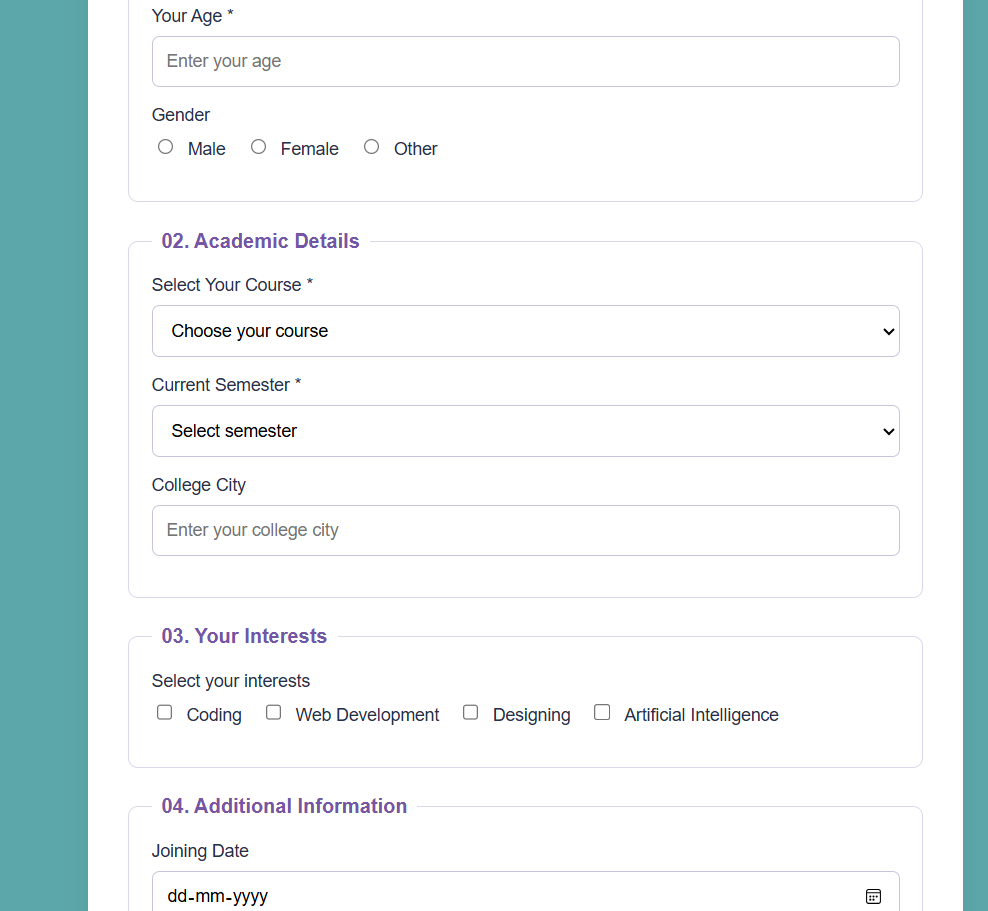 Your Age *
Enter your age
Gender
Male Female Other
02. Academic Details
Select Your Course *
Choose your course
Current Semester *
Select semester
College City
Enter your college city
03. Your Interests
Select your interests
Coding Web Development Designing Artificial Intelligence
04. Additional Information
Joining Date
dd-mm-yyyy